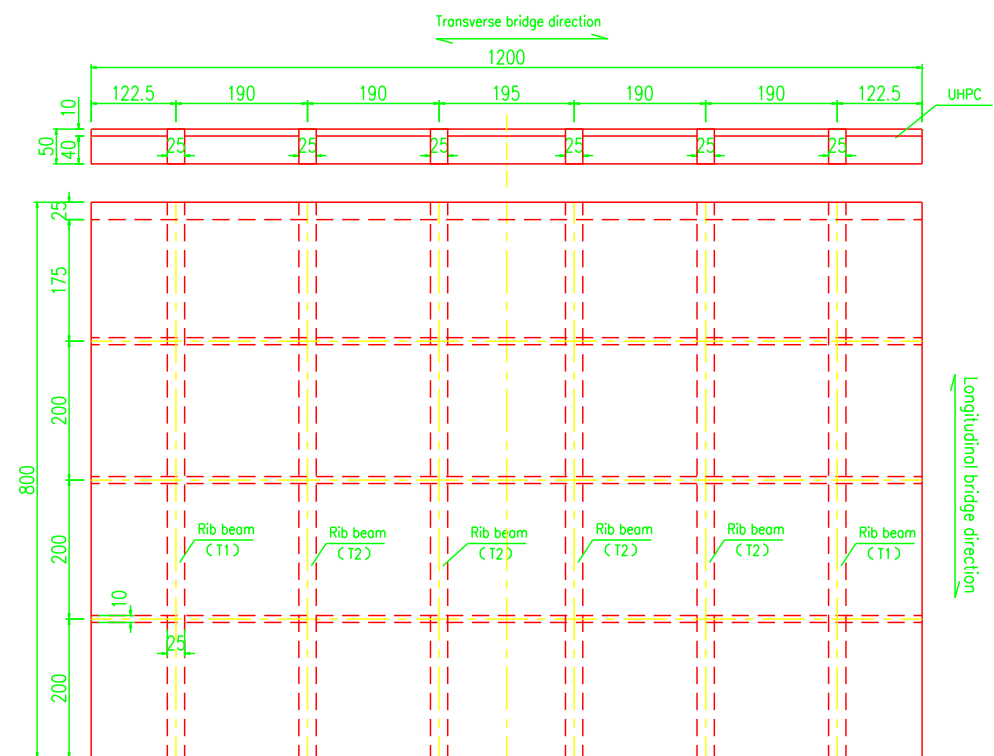 Transverse bridge direction
1200
122.5 190 190 195 190 190 122.5
UHPC
10
50 40
25 25 25 25 25 25
25
175
200
800
Longitudinal bridge direction
200
Rib beam
(T1)
Rib beam
(T2)
Rib beam
(T2)
Rib beam
(T2)
Rib beam
(T2)
Rib beam
(T1)
10
25
200